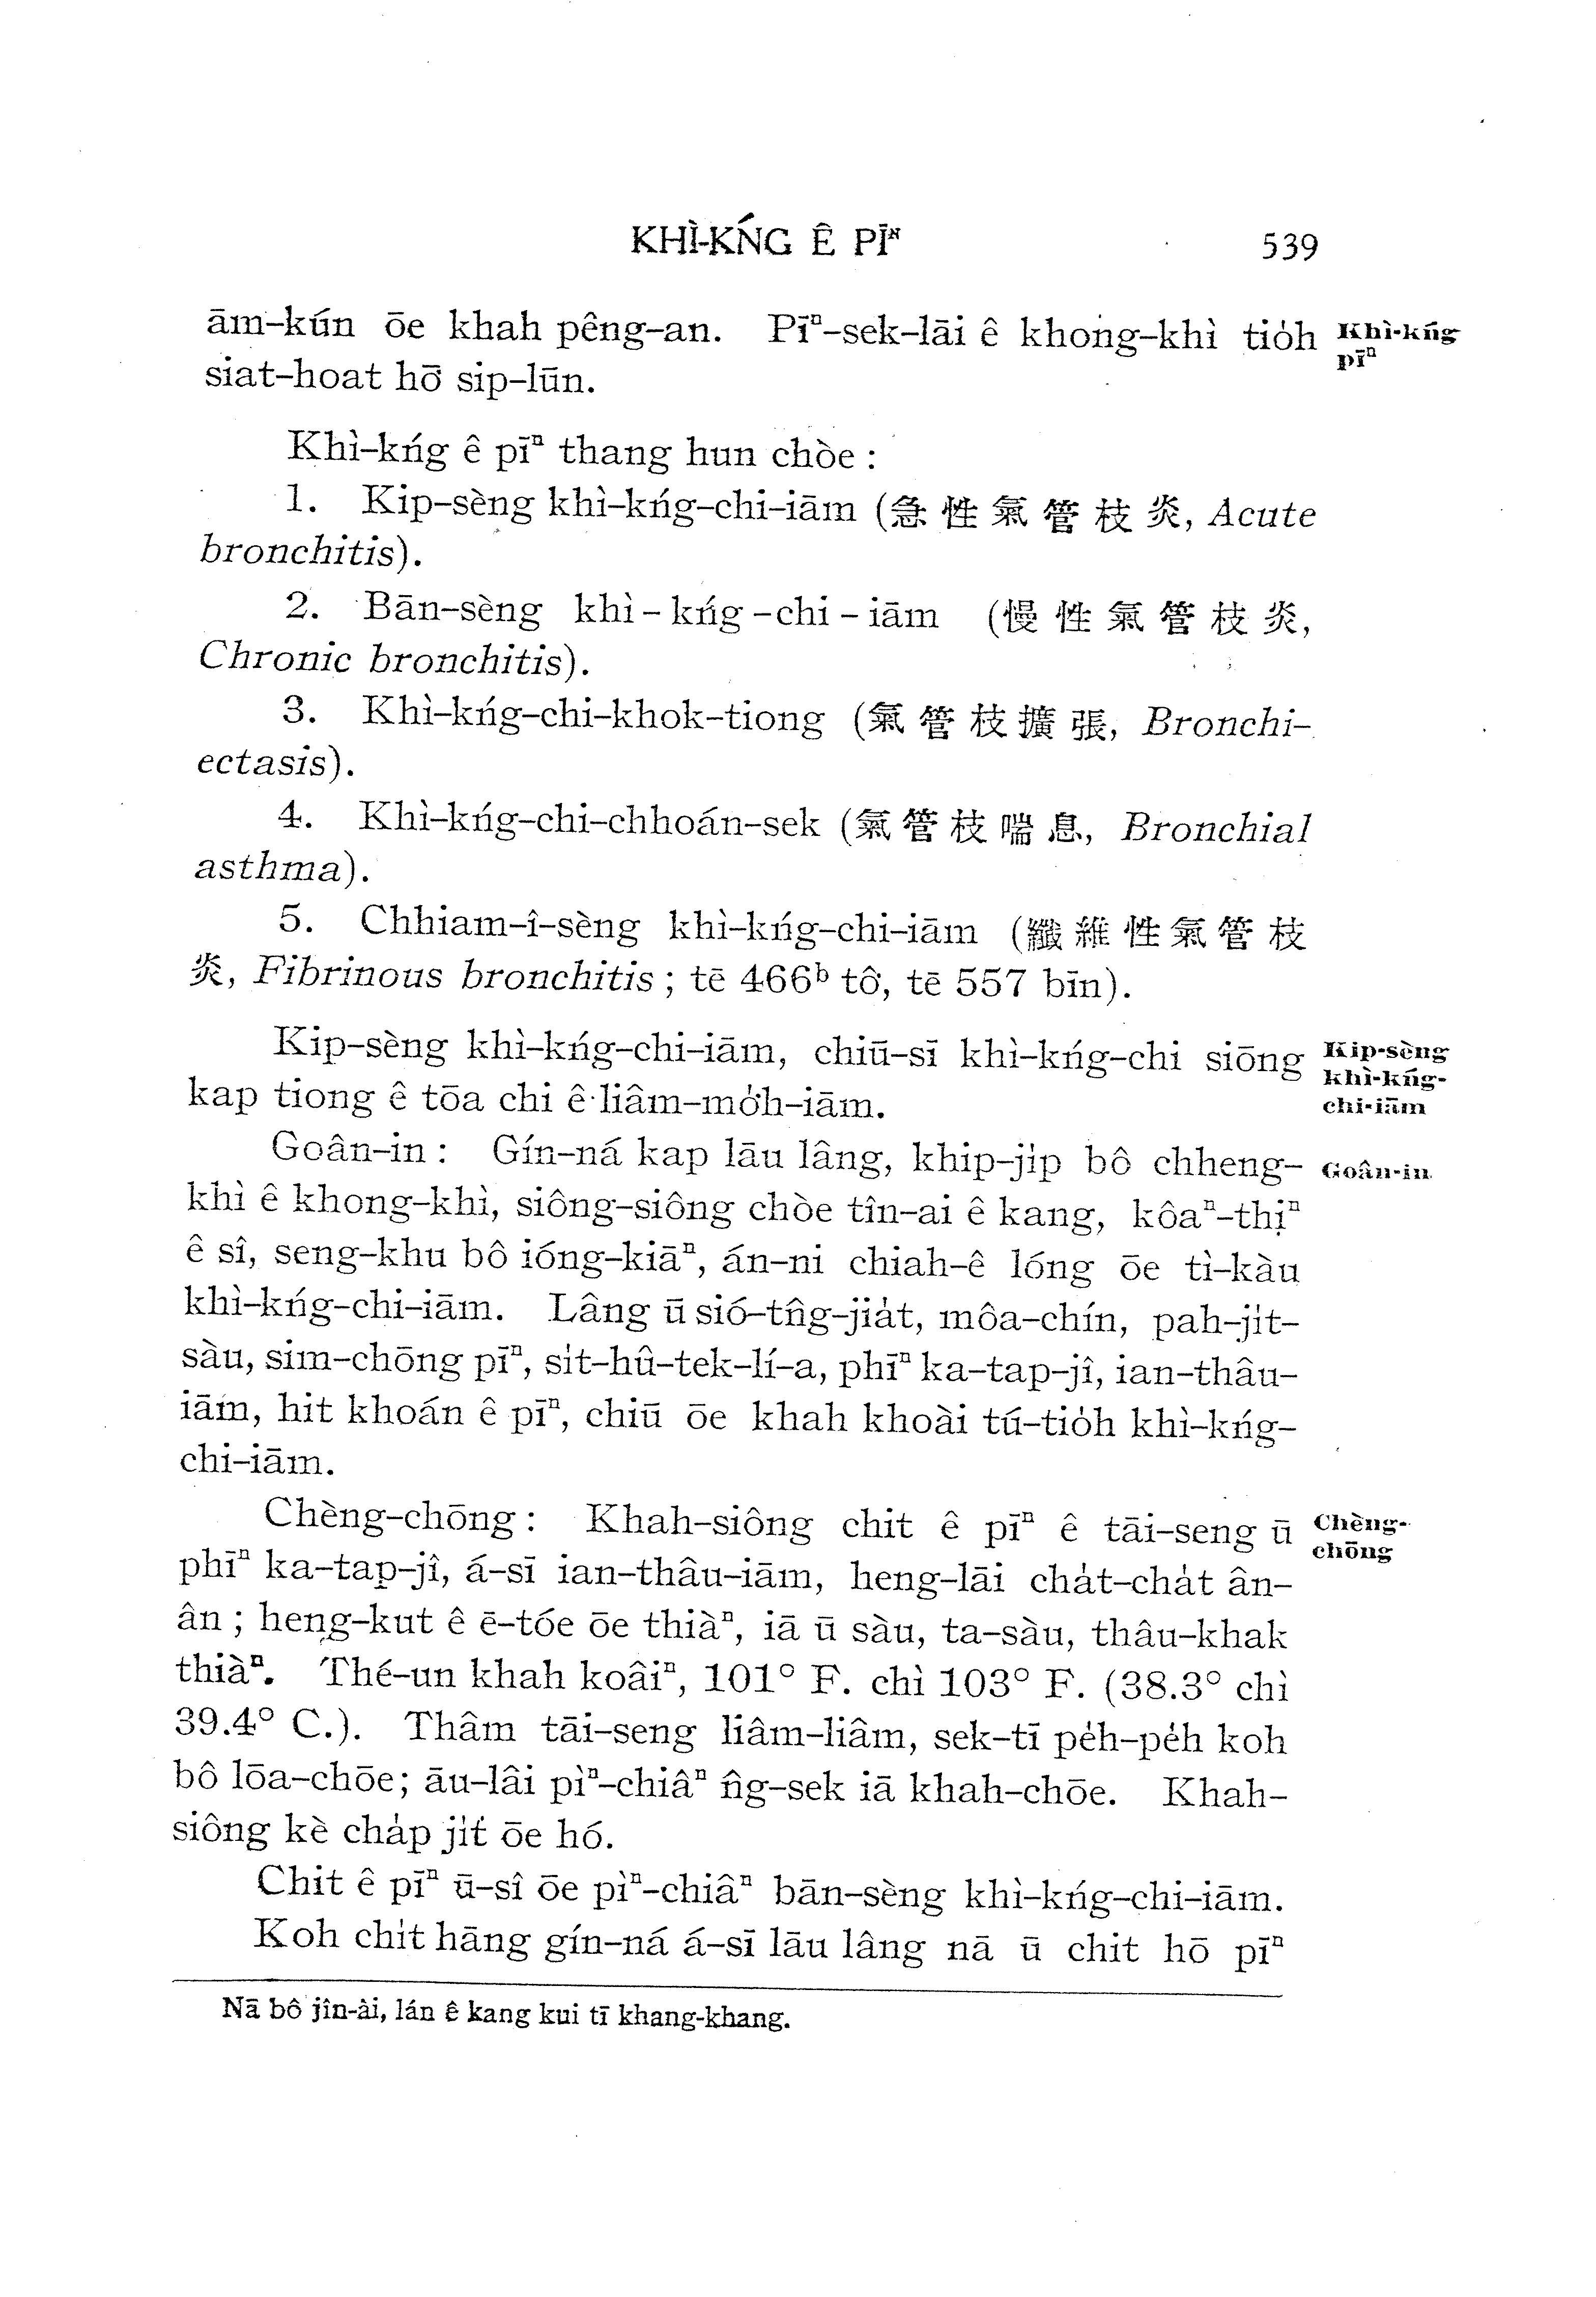 KHÌ-KŃG Ê PĪⁿ 539
ām-kún ōe khah pêng-an. Pīⁿ-sek-lāi ê khong-khì tio̍h
siat-hoat hō͘ sip-lūn.
Khì-kńg
pīⁿ
Khì-kńg ê pīⁿ thang hun chòe :
1. Kip-sèng khì-kńg-chi-iām (急性氣管枝炎, Acute
bronchitis).
2. Bān-sèng khì-kńg-chi-iām (慢性氣管枝炎,
Chronic bronchitis).
3. Khì-kńg-chi-khok-tiong (氣管枝擴張, Bronchi-
ectasis).
4. Khì-kńg-chi-chhoán-sek (氣管枝喘息, Bronchial
asthma).
5. Chhiam-î-sèng khì-kńg-chi-iām (纖維性氣管枝
炎, Fibrinous bronchitis ; tē 466ᵇ tô͘, tē 557 bīn).
Kip-sèng khì-kńg-chi-iām, chiū-sī khì-kńg-chi siōng
kap tiong ê tōa chi ê liâm-mo̍͘h-iām.
Kip-sèng
khì-kńg-
chi-iām
Goân-in : Gín-ná kap lāu lâng, khip-ji̍p bô chheng-
khì ê khong-khì, siông-siông chòe tîn-ai ê kang, kôaⁿ-thiⁿ
ê sî, seng-khu bô ióng-kiāⁿ, án-ni chiah-ê lóng ōe tì-kàu
khì-kńg-chi-iām. Lâng ū sió-tn̂g-jia̍t, môa-chín, pah-ji̍t-
sàu, sim-chōng pīⁿ, si̍t-hû-tek-lí-a, phīⁿ ka-tap-jî, ian-thâu-
iām, hit khoán ê pīⁿ, chiū ōe khah khoài tú-tio̍h khì-kńg-
chi-iām.
Goân-in
Chèng-chōng : Khah-siông chit ê pīⁿ ê tāi-seng ū
phīⁿ ka-tap-jî, á-sī ian-thâu-iām, heng-lāi cha̍t-cha̍t ân-
ân ; heng-kut ê ē-tóe ōe thiàⁿ, iā ū sàu, ta-sàu, thâu-khak
thiàⁿ. Thé-un khah koâiⁿ, 101° F. chì 103° F. (38.3° chì
39.4° C.). Thâm tāi-seng liâm-liâm, sek-tī pe̍h-pe̍h koh
bô lōa-chōe; āu-lâi pìⁿ-chiâⁿ n̂g-sek iā khah-chōe. Khah-
siông kè cha̍p ji̍t ōe hó.
Chèng-
chōng
Chit ê pīⁿ ū-sî ōe pìⁿ-chiâⁿ bān-sèng khì-kńg-chi-iām.
Koh chi̍t hāng gín-ná á-sī lāu lâng nā ū chit hō pīⁿ
Nā bô jîn-ài, lán ê kang kui tī khang-khang.